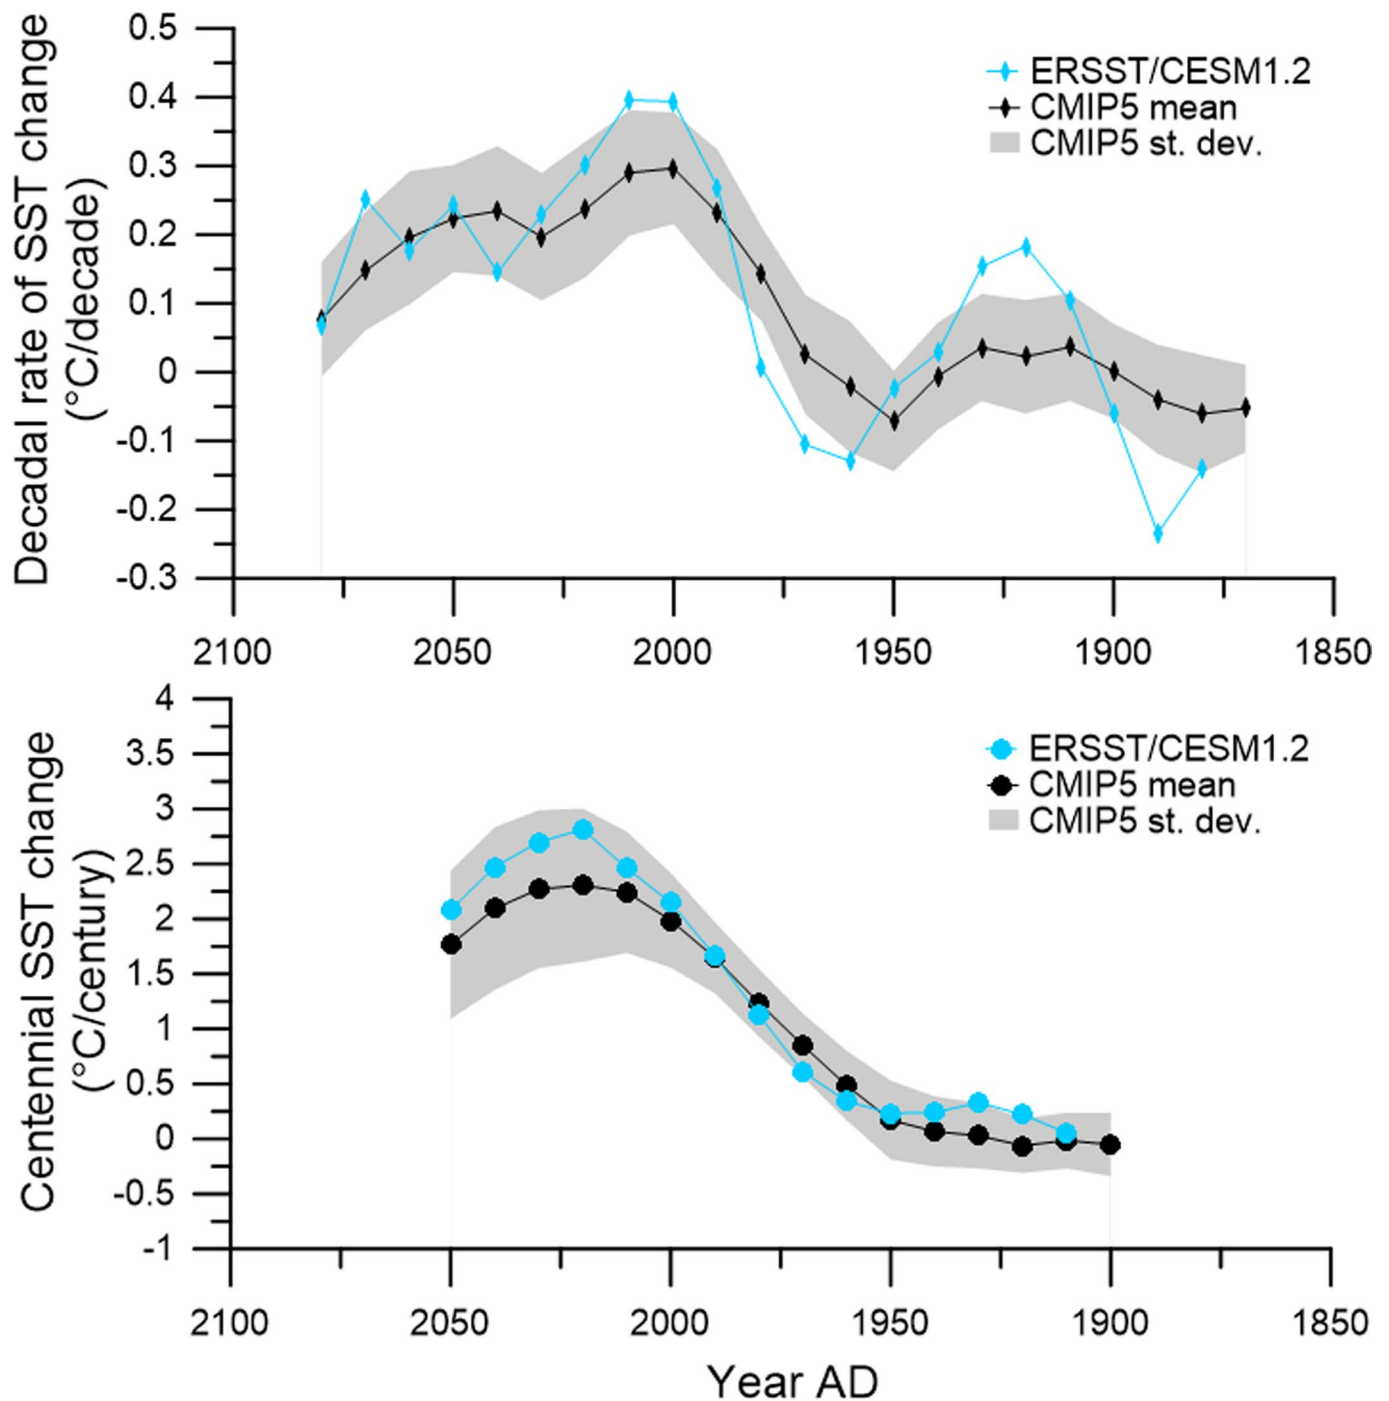 Decadal rate of SST change
(°C/decade)
0.5
0.4
0.3
0.2
0.1
0
-0.1
-0.2
-0.3
ERSST/CESM1.2
CMIP5 mean
CMIP5 st. dev.
2100 2050 2000 1950 1900 1850
Centennial SST change
(°C/century)
4
3.5
3
2.5
2
1.5
1
0.5
0
-0.5
-1
ERSST/CESM1.2
CMIP5 mean
CMIP5 st. dev.
2100 2050 2000 1950 1900 1850
Year AD